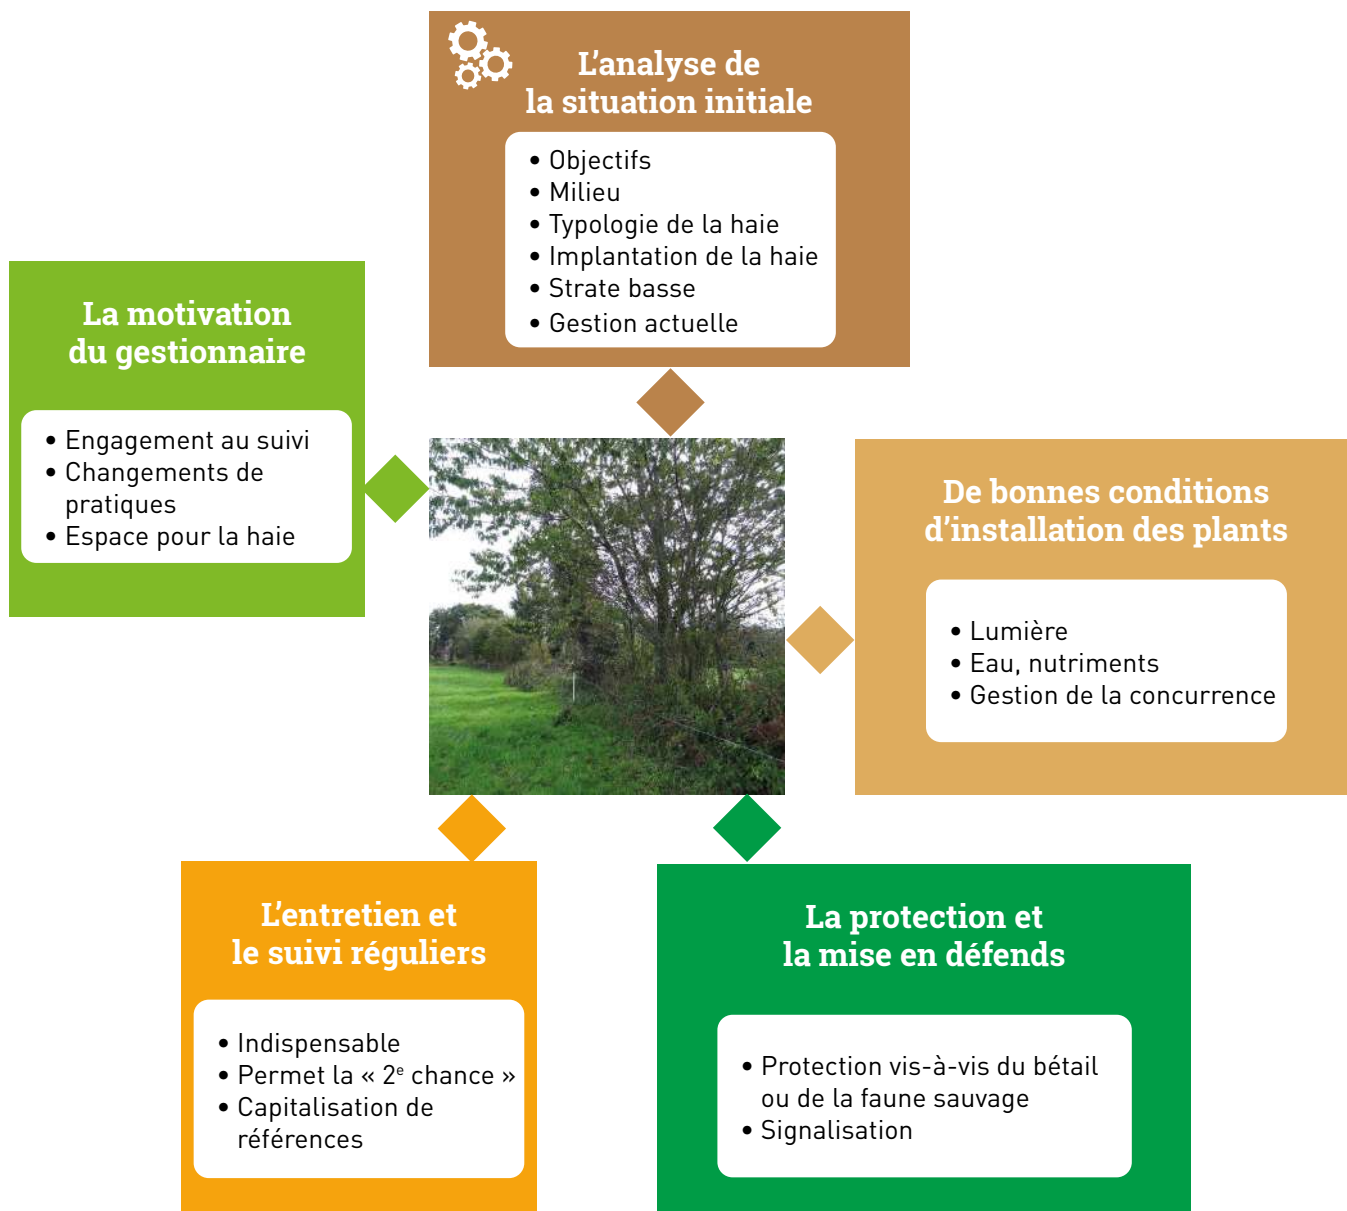 L'analyse de
la situation initiale
• Objectifs
• Milieu
• Typologie de la haie
• Implantation de la haie
• Strate basse
• Gestion actuelle
La motivation
du gestionnaire
• Engagement au suivi
• Changements de
pratiques
• Espace pour la haie
De bonnes conditions
d'installation des plants
• Lumière
• Eau, nutriments
• Gestion de la concurrence
L'entretien et
le suivi réguliers
• Indispensable
• Permet la « 2e chance »
• Capitalisation de
références
La protection et
la mise en défends
• Protection vis-à-vis du bétail
ou de la faune sauvage
• Signalisation